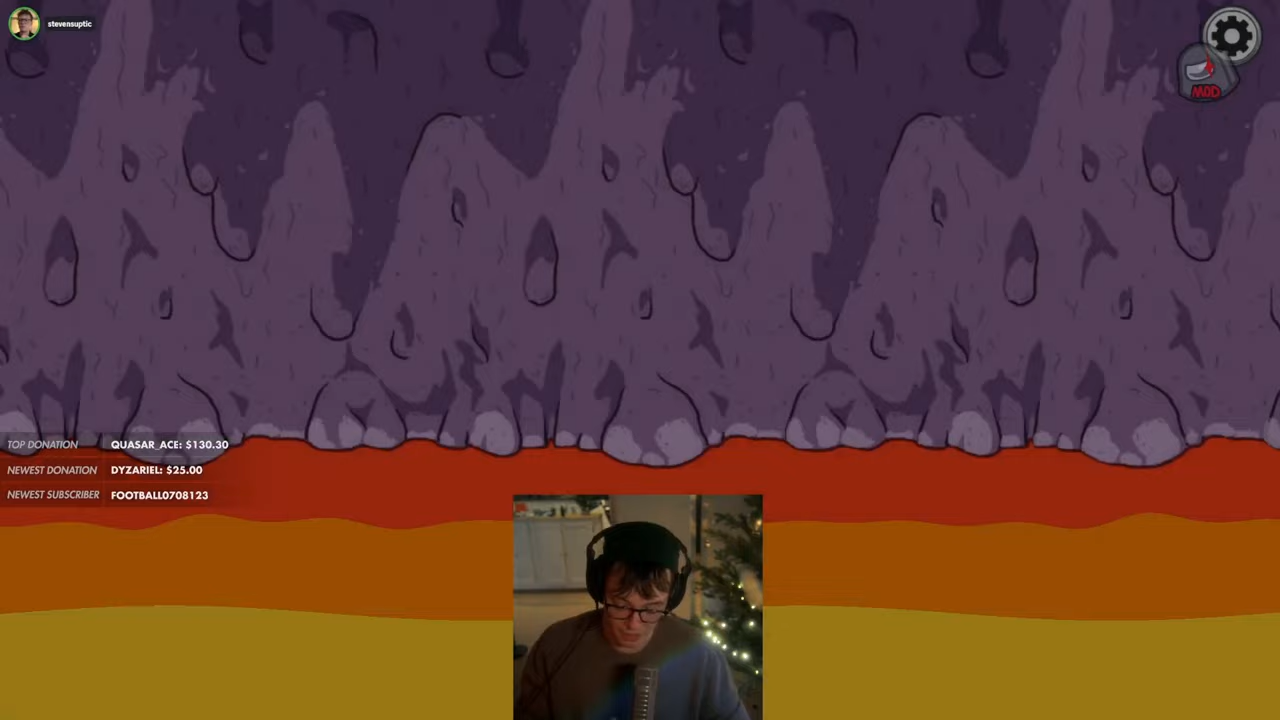 stevensuptic
MOD
TOP DONATION QUASAR_ACE: $130.30
NEWEST DONATION DYZARIEL: $25.00
NEWEST SUBSCRIBER FOOTBALL0708123